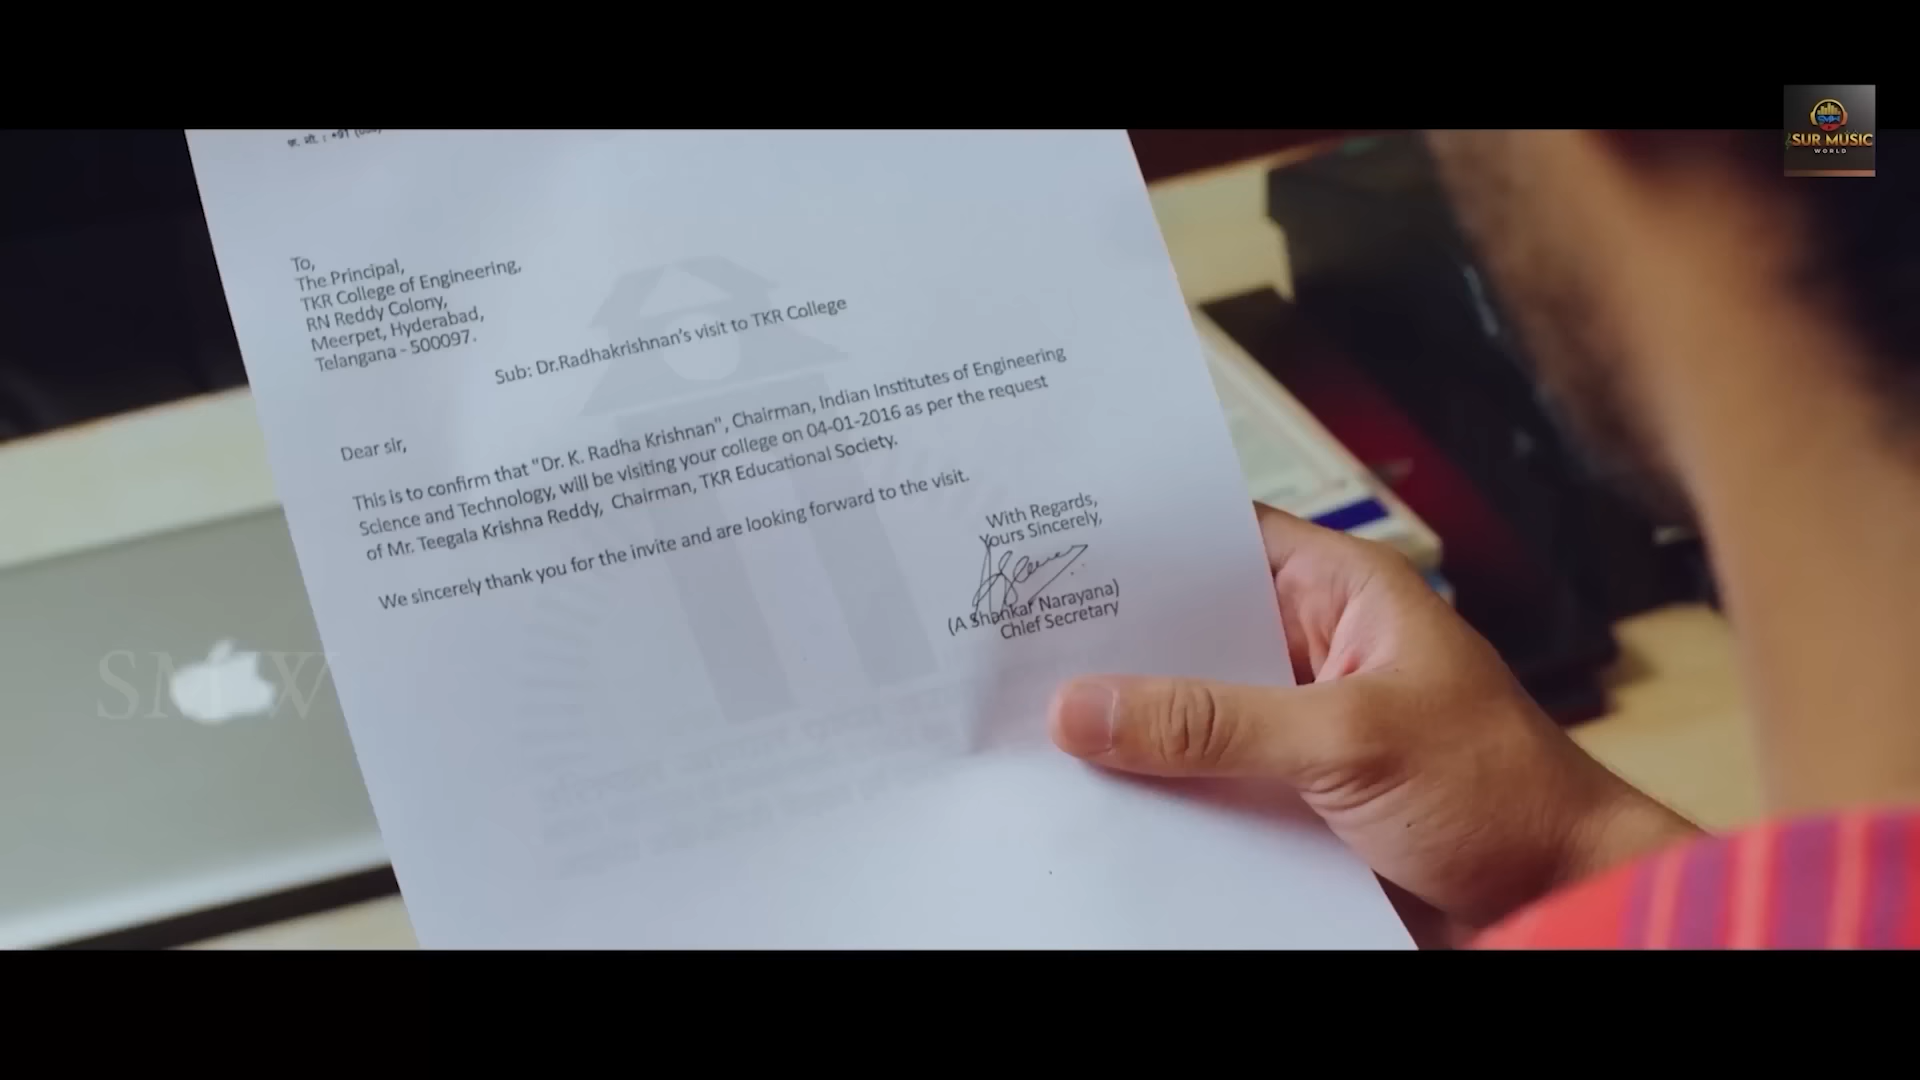 To,
The Principal,
TKR College of Engineering,
RN Reddy Colony,
Meerpet, Hyderabad,
Telangana - 500097.
Sub: Dr.Radhakrishnan's visit to TKR College
Dear sir,
This is to confirm that "Dr. K. Radha Krishnan", Chairman, Indian Institutes of Engineering
Science and Technology, will be visiting your college on 04-01-2016 as per the request
of Mr. Teegala Krishna Reddy, Chairman, TKR Educational Society.
We sincerely thank you for the invite and are looking forward to the visit.
With Regards,
Yours Sincerely,
(A Shankar Narayana)
Chief Secretary
SUR MUSIC
WORLD
SM W